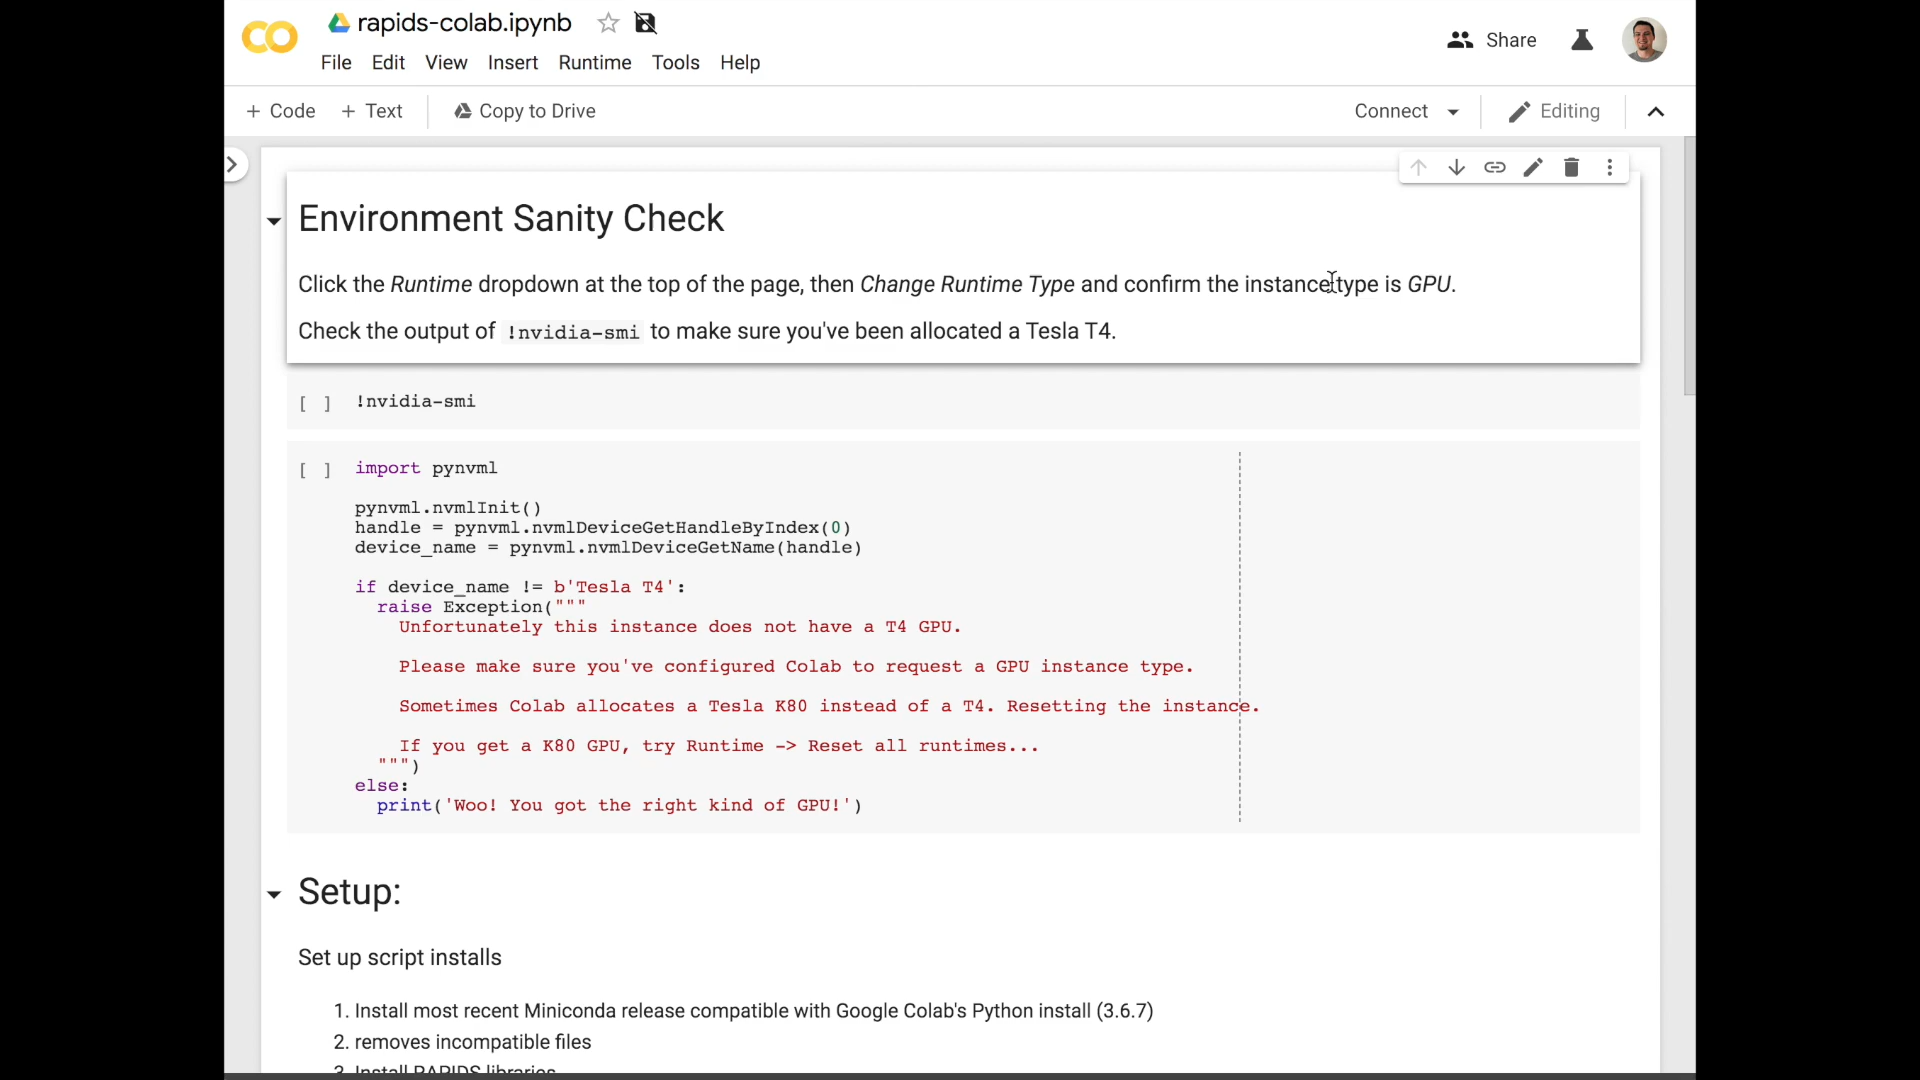 rapids-colab.ipynb
File Edit View Insert Runtime Tools Help
Share
+ Code + Text Copy to Drive
Connect Editing
Environment Sanity Check
Click the Runtime dropdown at the top of the page, then Change Runtime Type and confirm the instance type is GPU.
Check the output of !nvidia-smi to make sure you've been allocated a Tesla T4.
[ ] !nvidia-smi
[ ] import pynvml
pynvml.nvmlInit()
handle = pynvml.nvmlDeviceGetHandleByIndex(0)
device_name = pynvml.nvmlDeviceGetName(handle)
if device_name != b'Tesla T4':
raise Exception("""
Unfortunately this instance does not have a T4 GPU.
Please make sure you've configured Colab to request a GPU instance type.
Sometimes Colab allocates a Tesla K80 instead of a T4. Resetting the instance.
If you get a K80 GPU, try Runtime -> Reset all runtimes...
""")
else:
print('Woo! You got the right kind of GPU!')
Setup:
Set up script installs
1. Install most recent Miniconda release compatible with Google Colab's Python install (3.6.7)
2. removes incompatible files
3. Install RAPIDS libraries